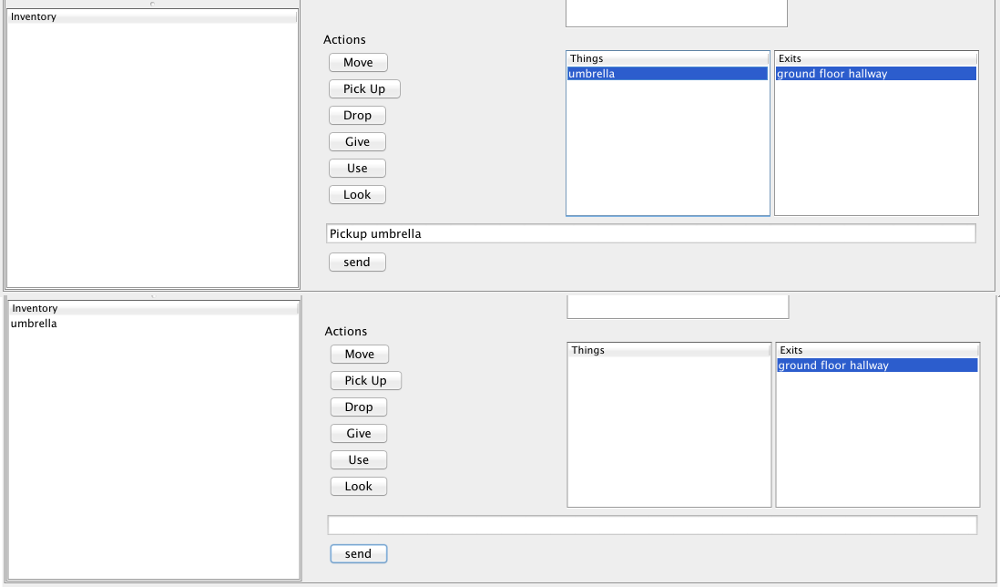 Inventory
Actions
Move
Pick Up
Drop
Give
Use
Look
Things
umbrella
Exits
ground floor hallway
Pickup umbrella
send
Inventory
umbrella
Actions
Move
Pick Up
Drop
Give
Use
Look
Things
Exits
ground floor hallway
send